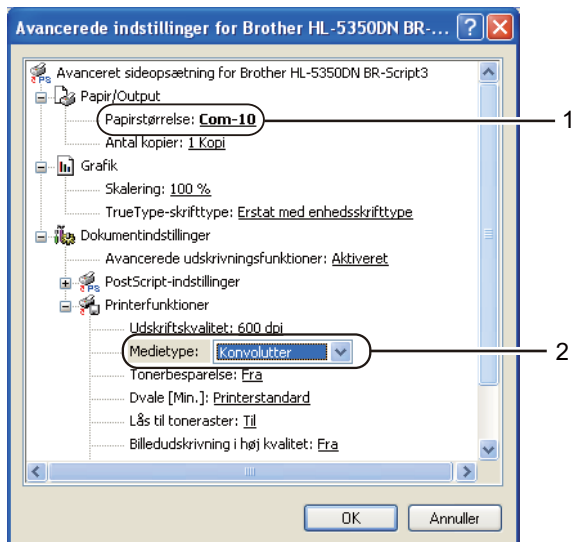 Avancerede indstillinger for Brother HL-5350DN BR-...
Avanceret sideopsætning for Brother HL-5350DN BR-Script3
Papir/Output
Papirstørrelse: Com-10
1
Antal kopier: 1 Kopi
Grafik
Skalering: 100 %
TrueType-skrifttype: Erstat med enhedsskrifttype
Dokumentindstillinger
Avancerede udskrivningsfunktioner: Aktiveret
PostScript-indstillinger
Printerfunktioner
Udskriftskvalitet: 600 dpi
Medietype: Konvolutter
2
Tonerbesparelse: Fra
Dvale [Min.]: Printerstandard
Lås til toneraster: Til
Billedudskrivning i høj kvalitet: Fra
OK
Annuller